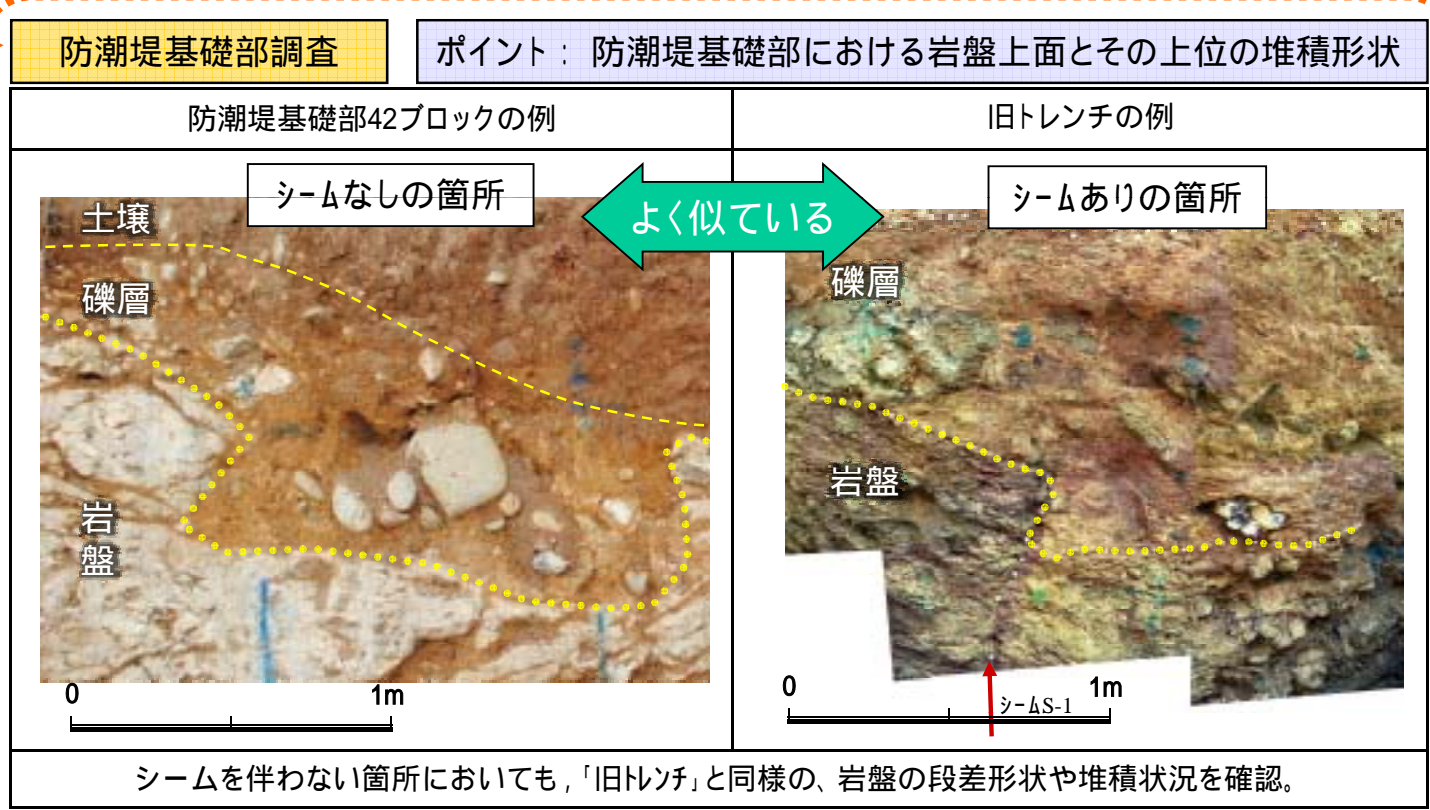 防潮堤基礎部調査
ポイント： 防潮堤基礎部における岩盤上面とその上位の堆積形状
防潮堤基礎部42ブロックの例
旧トレンチの例
シームなしの箇所
よく似ている
シームありの箇所
土壌
礫層
岩
盤
0 1m
礫層
岩盤
0 1m
シームS-1
シームを伴わない箇所においても，「旧トレンチ」と同様の、岩盤の段差形状や堆積状況を確認。